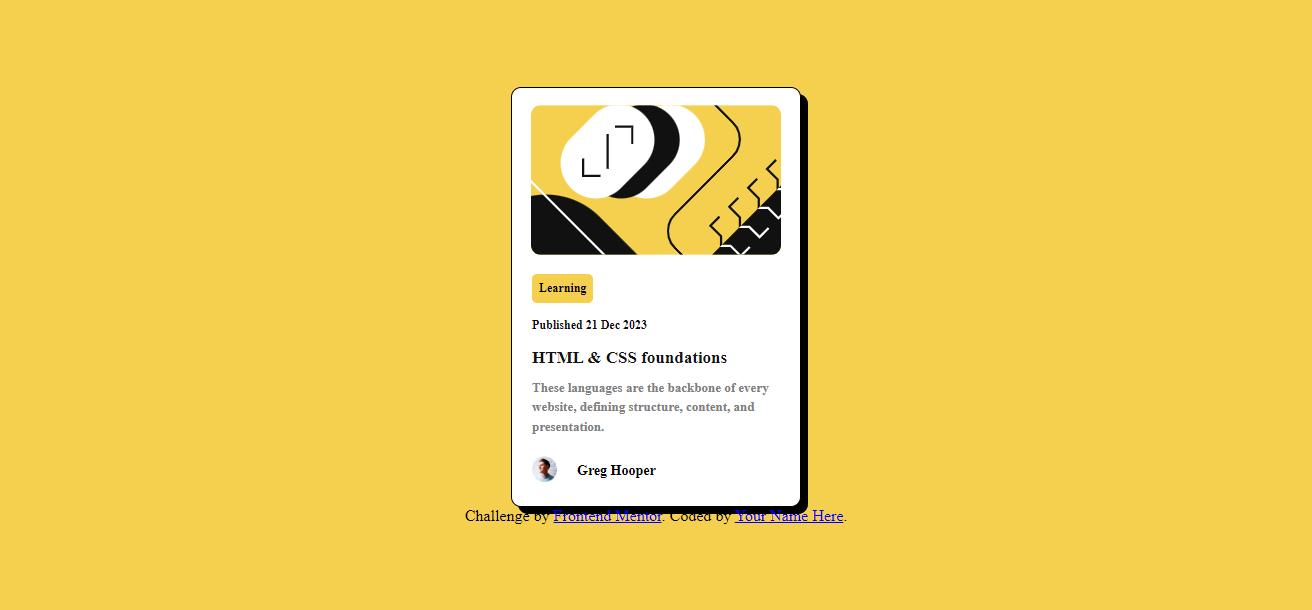 Learning
Published 21 Dec 2023
HTML & CSS foundations
These languages are the backbone of every
website, defining structure, content, and
presentation.
Greg Hooper
Challenge by Frontend Mentor. Coded by Your Name Here.